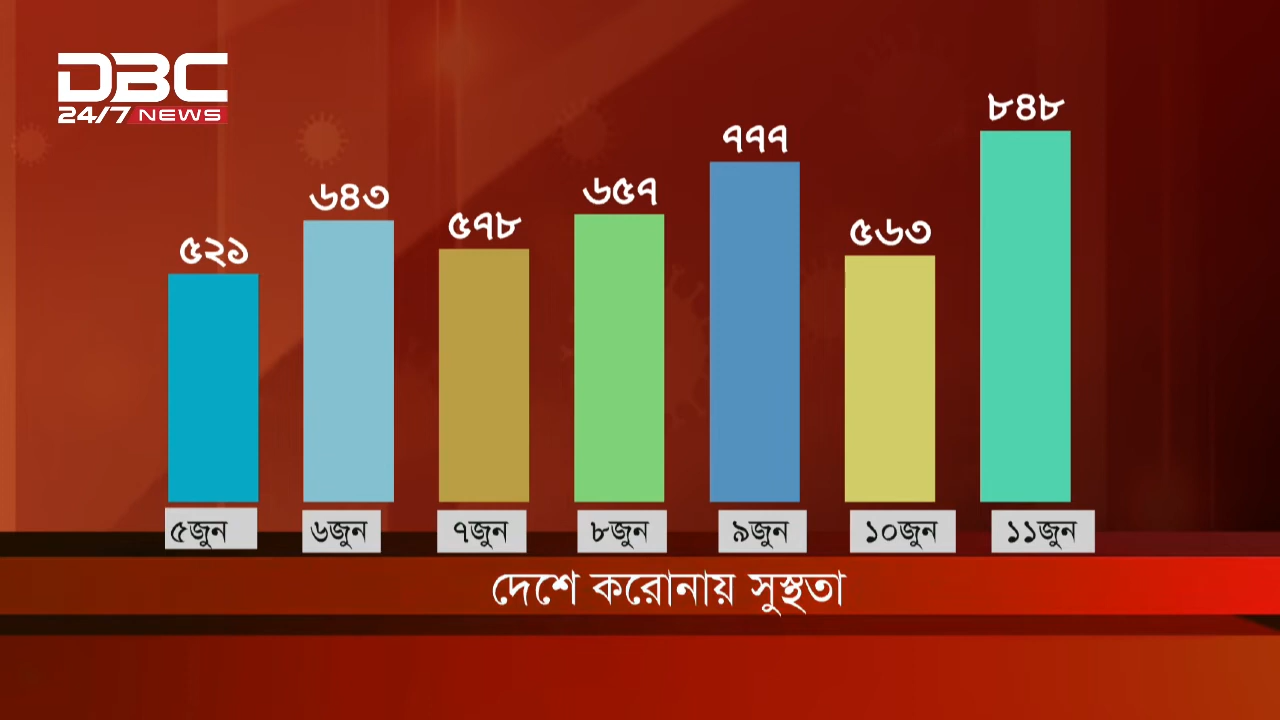 DBC
24/7 NEWS
৫২১
৬৪৩
৫৭৮
৬৫৭
৭৭৭
৫৬৩
৮৪৮
৫জুন
৬জুন
৭জুন
৮জুন
৯জুন
১০জুন
১১জুন
দেশে করোনায় সুস্থতা